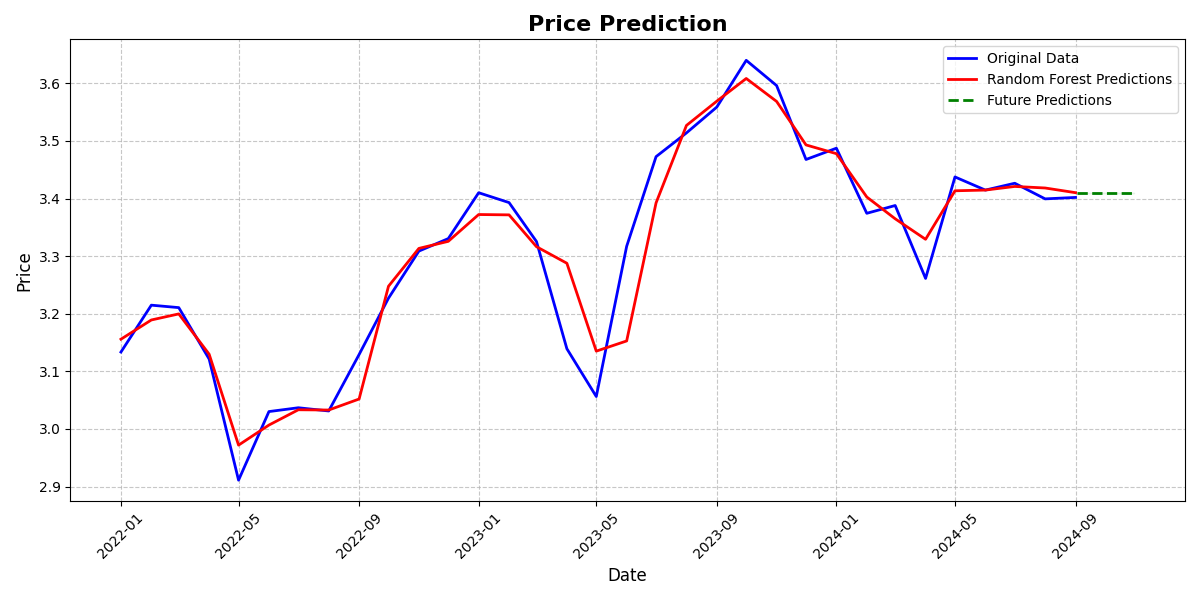 Price Prediction
Original Data
Random Forest Predictions
Future Predictions
Price
3.6
3.5
3.4
3.3
3.2
3.1
3.0
2.9
2022-01
2022-05
2022-09
2023-01
2023-05
2023-09
2024-01
2024-05
2024-09
Date